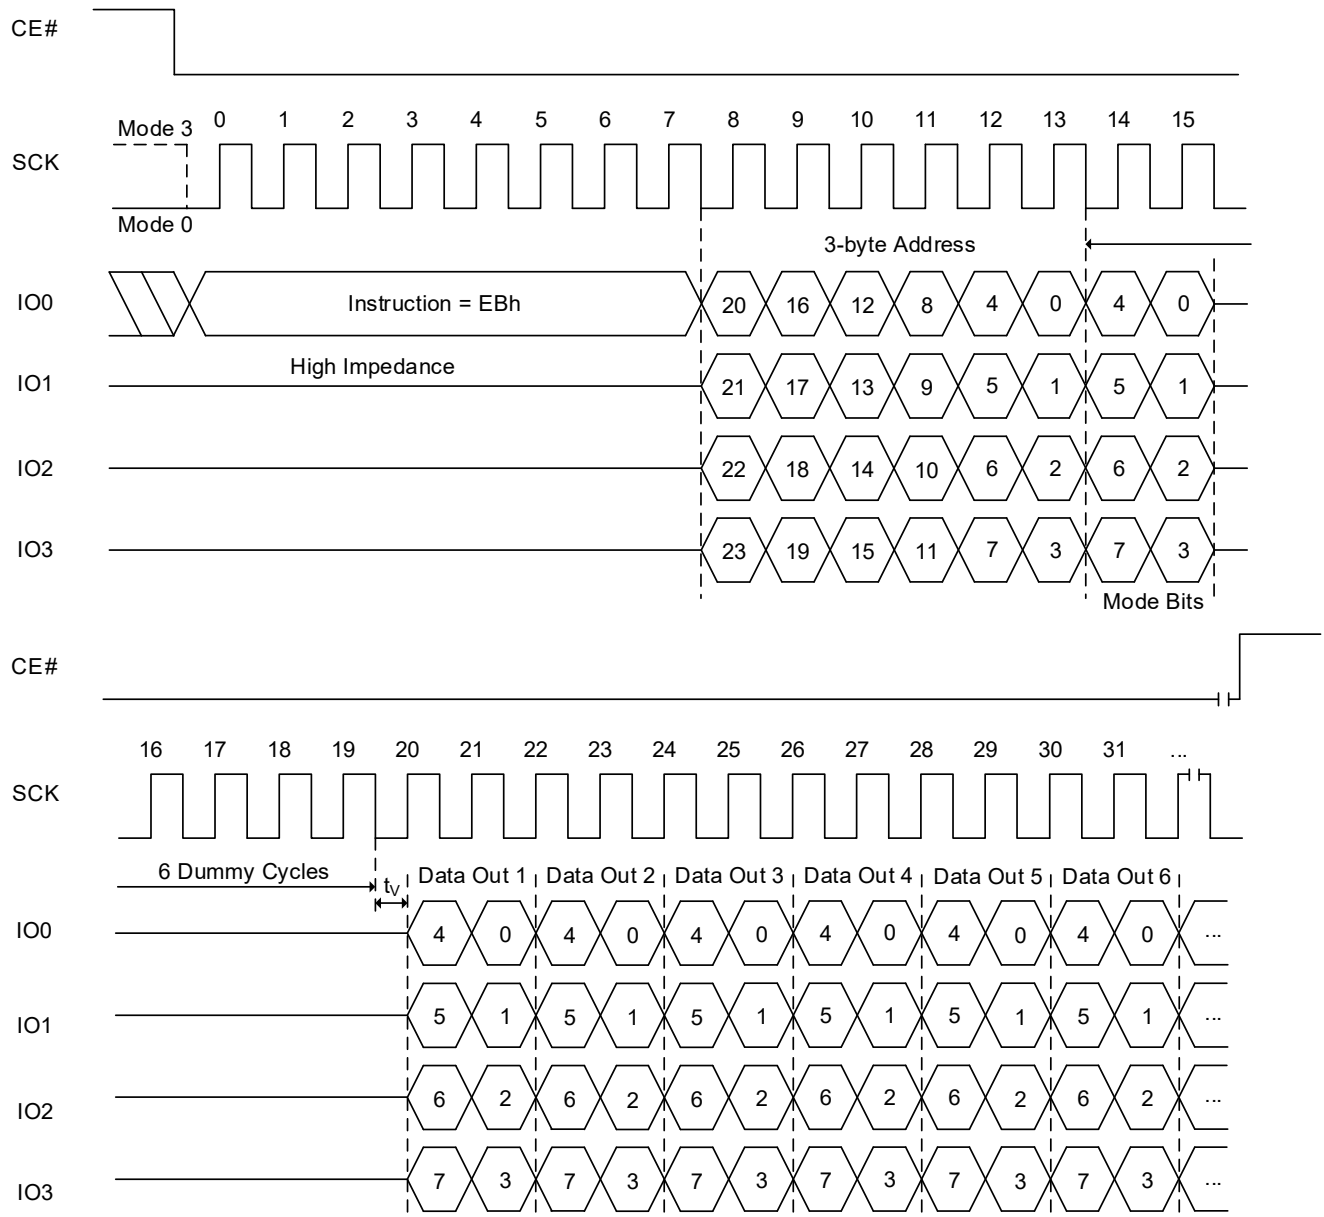 CE#
Mode 3 0 1 2 3 4 5 6 7 8 9 10 11 12 13 14 15
SCK
Mode 0
3-byte Address
IO0 Instruction = EBh 20 16 12 8 4 0 4 0
High Impedance
IO1 21 17 13 9 5 1 5 1
IO2 22 18 14 10 6 2 6 2
IO3 23 19 15 11 7 3 7 3
Mode Bits
CE#
16 17 18 19 20 21 22 23 24 25 26 27 28 29 30 31 ...
SCK
6 Dummy Cycles tV Data Out 1 Data Out 2 Data Out 3 Data Out 4 Data Out 5 Data Out 6
IO0 4 0 4 0 4 0 4 0 4 0 4 0 ...
IO1 5 1 5 1 5 1 5 1 5 1 5 1 ...
IO2 6 2 6 2 6 2 6 2 6 2 6 2 ...
IO3 7 3 7 3 7 3 7 3 7 3 7 3 ...